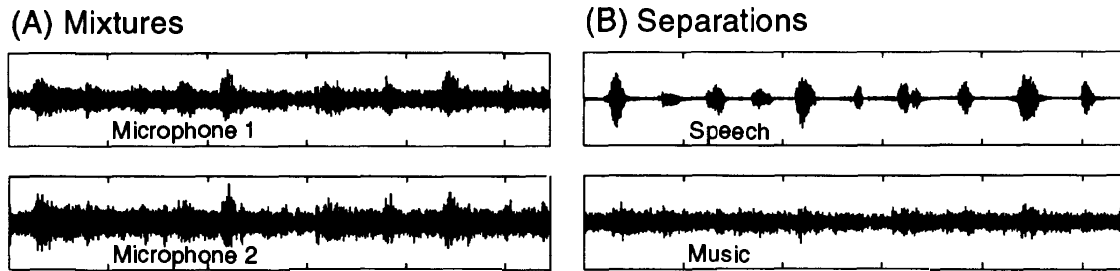 (A) Mixtures
Microphone 1
Microphone 2
(B) Separations
Speech
Music